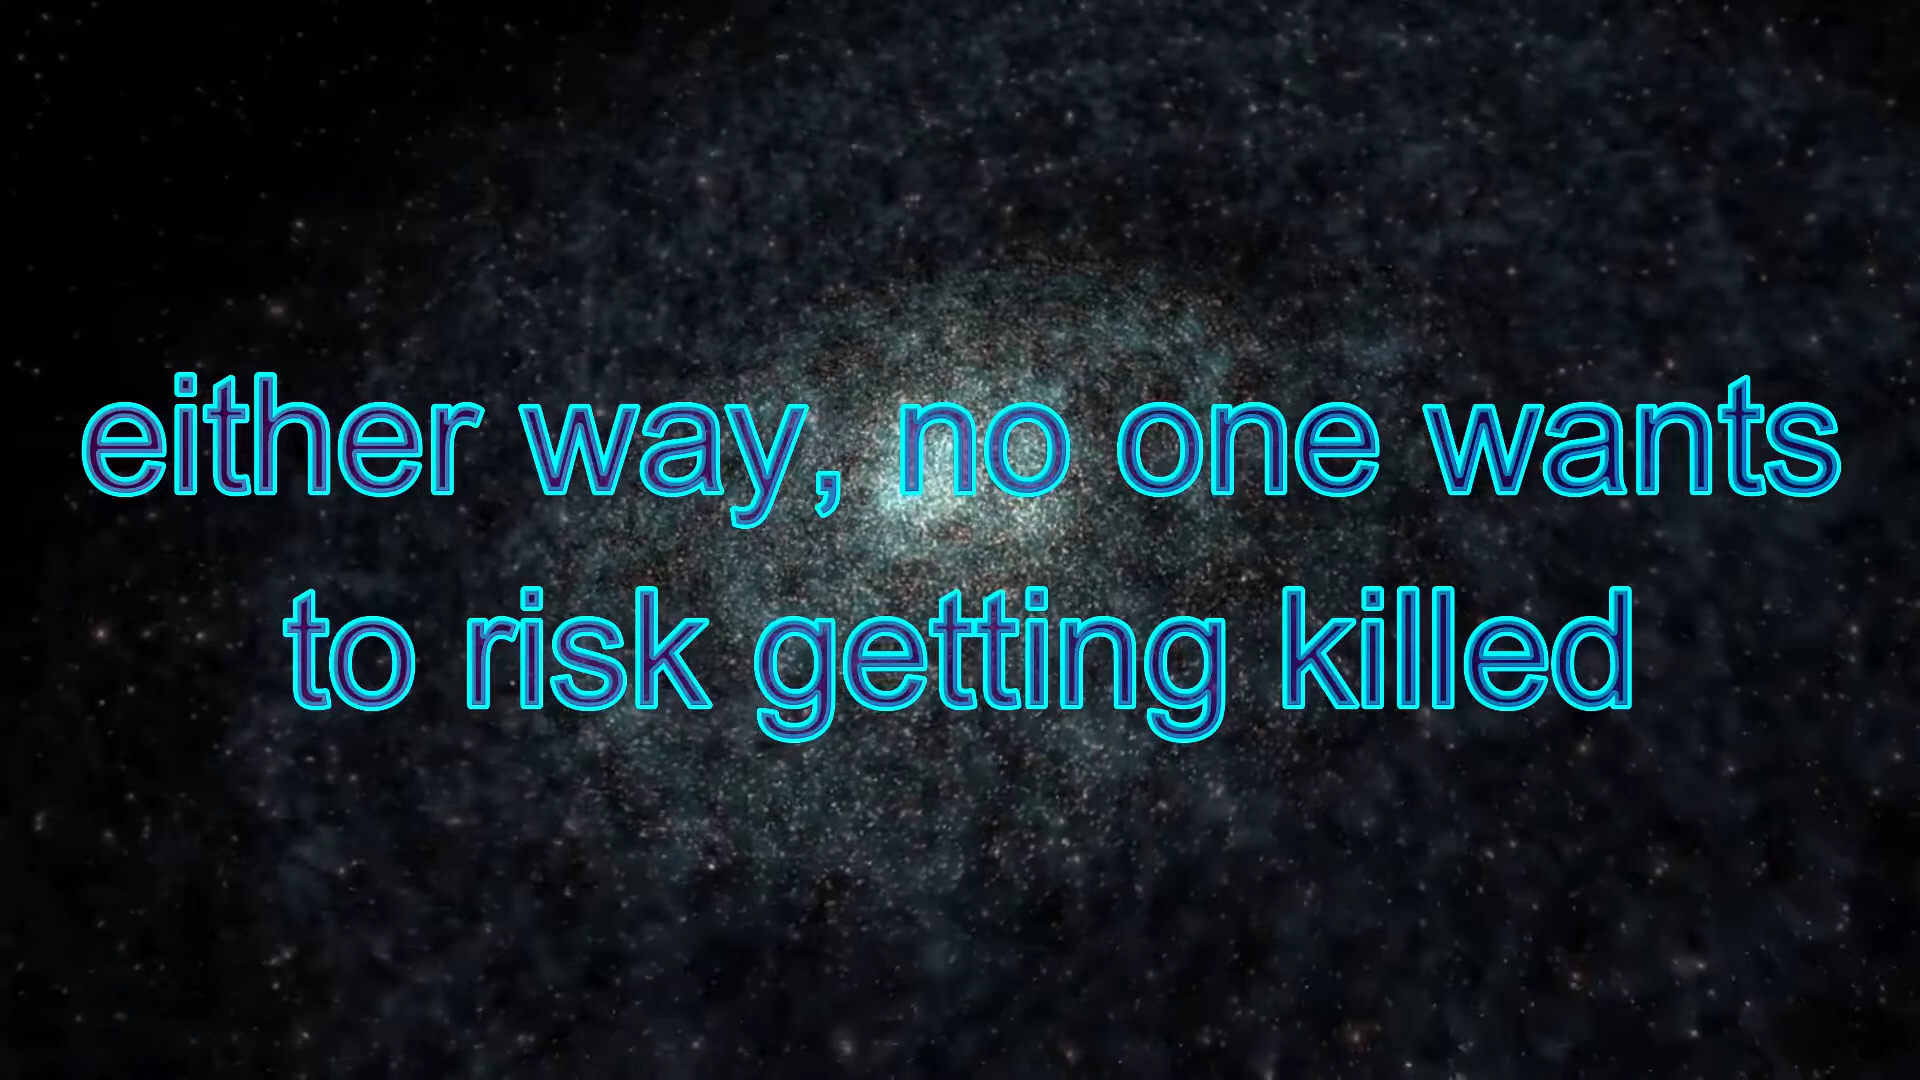 either way, no one wants
to risk getting killed